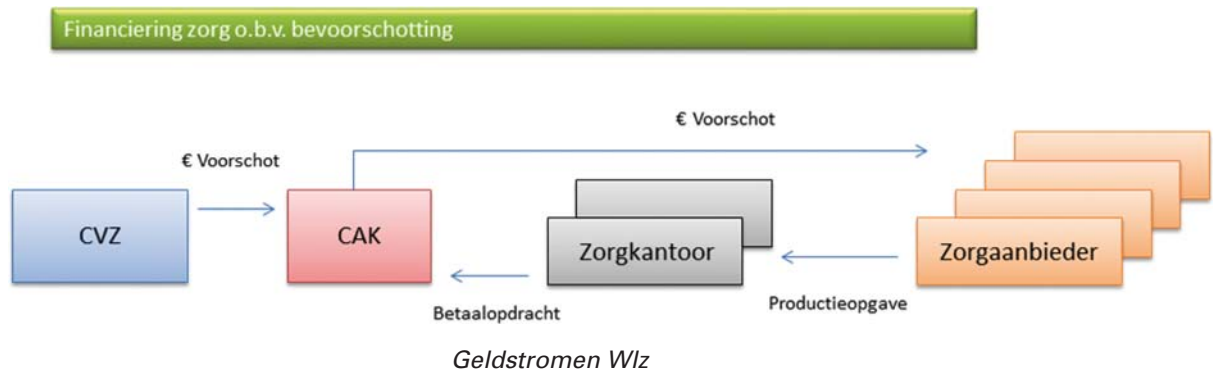 Financiering zorg o.b.v. bevoorschotting
€ Voorschot
€ Voorschot
CVZ
CAK
Zorgkantoor
Zorgaanbieder
Betaalopdracht
Productieopgave
Geldstromen Wlz